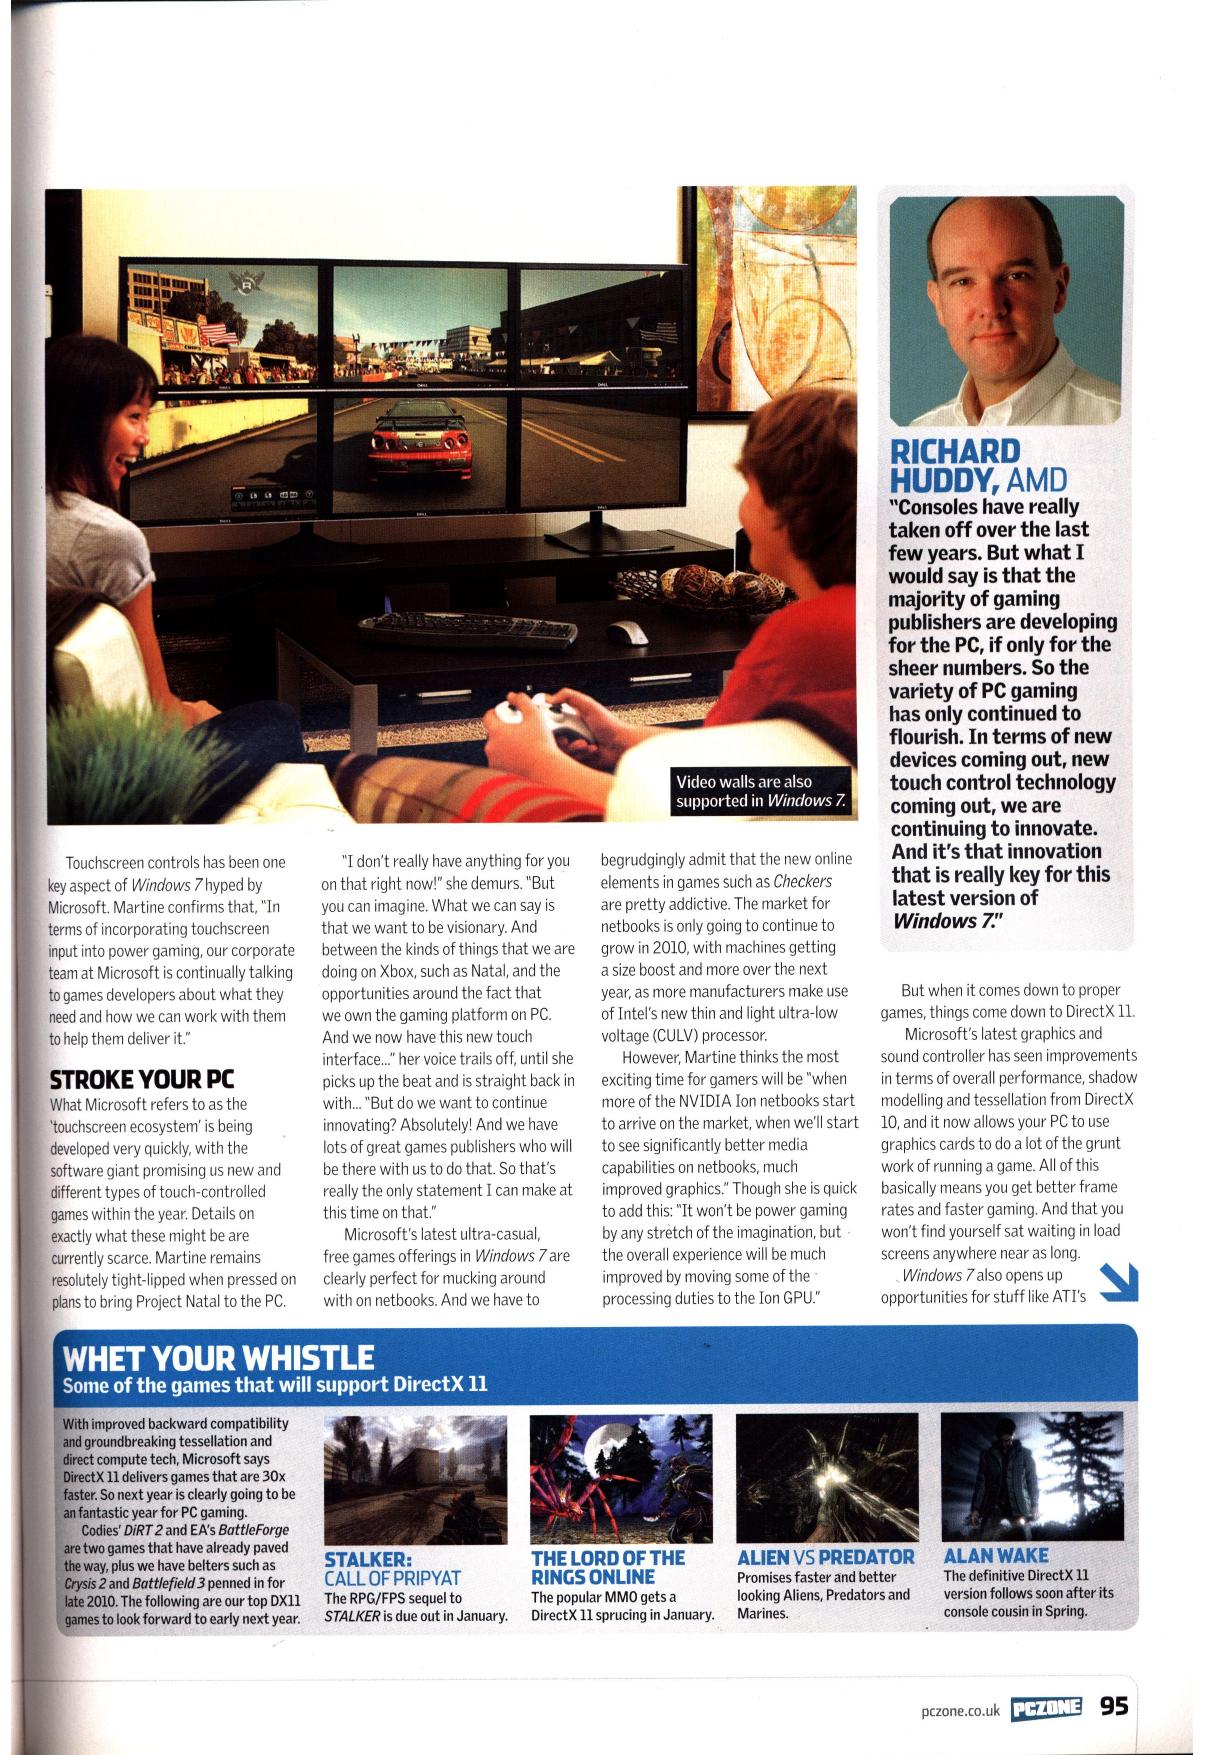 Video walls are also
supported in Windows 7.
RICHARD
HUDDY, AMD
"Consoles have really
taken off over the last
few years. But what I
would say is that the
majority of gaming
publishers are developing
for the PC, if only for the
sheer numbers. So the
variety of PC gaming
has only continued to
flourish. In terms of new
devices coming out, new
touch control technology
coming out, we are
continuing to innovate.
And it's that innovation
that is really key for this
latest version of
Windows 7."
Touchscreen controls has been one
key aspect of Windows 7 hyped by
Microsoft. Martine confirms that, "In
terms of incorporating touchscreen
input into power gaming, our corporate
team at Microsoft is continually talking
to games developers about what they
need and how we can work with them
to help them deliver it."
STROKE YOUR PC
What Microsoft refers to as the
'touchscreen ecosystem' is being
developed very quickly, with the
software giant promising us new and
different types of touch-controlled
games within the year. Details on
exactly what these might be are
currently scarce. Martine remains
resolutely tight-lipped when pressed on
plans to bring Project Natal to the PC.
"I don't really have anything for you
on that right now!" she demurs. "But
you can imagine. What we can say is
that we want to be visionary. And
between the kinds of things that we are
doing on Xbox, such as Natal, and the
opportunities around the fact that
we own the gaming platform on PC.
And we now have this new touch
interface..." her voice trails off, until she
picks up the beat and is straight back in
with... "But do we want to continue
innovating? Absolutely! And we have
lots of great games publishers who will
be there with us to do that. So that's
really the only statement I can make at
this time on that."
Microsoft's latest ultra-casual,
free games offerings in Windows 7 are
clearly perfect for mucking around
with on netbooks. And we have to
begrudgingly admit that the new online
elements in games such as Checkers
are pretty addictive. The market for
netbooks is only going to continue to
grow in 2010, with machines getting
a size boost and more over the next
year, as more manufacturers make use
of Intel's new thin and light ultra-low
voltage (CULV) processor.
However, Martine thinks the most
exciting time for gamers will be "when
more of the NVIDIA Ion netbooks start
to arrive on the market, when we'll start
to see significantly better media
capabilities on netbooks, much
improved graphics." Though she is quick
to add this: "It won't be power gaming
by any stretch of the imagination, but
the overall experience will be much
improved by moving some of the
processing duties to the Ion GPU."
But when it comes down to proper
games, things come down to DirectX 11.
Microsoft's latest graphics and
sound controller has seen improvements
in terms of overall performance, shadow
modelling and tessellation from DirectX
10, and it now allows your PC to use
graphics cards to do a lot of the grunt
work of running a game. All of this
basically means you get better frame
rates and faster gaming. And that you
won't find yourself sat waiting in load
screens anywhere near as long.
Windows 7 also opens up
opportunities for stuff like ATI's
WHET YOUR WHISTLE
Some of the games that will support DirectX 11
With improved backward compatibility
and groundbreaking tessellation and
direct compute tech, Microsoft says
DirectX 11 delivers games that are 30x
faster. So next year is clearly going to be
an fantastic year for PC gaming.
Codies' DiRT 2 and EA's BattleForge
are two games that have already paved
the way, plus we have belters such as
Crysis 2 and Battlefield 3 penned in for
late 2010. The following are our top DX11
games to look forward to early next year.
STALKER:
CALL OF PRIPYAT
The RPG/FPS sequel to
STALKER is due out in January.
THE LORD OF THE
RINGS ONLINE
The popular MMO gets a
DirectX 11 sprucing in January.
ALIEN VS PREDATOR
Promises faster and better
looking Aliens, Predators and
Marines.
ALAN WAKE
The definitive DirectX 11
version follows soon after its
console cousin in Spring.
pczone.co.uk PCZONE 95